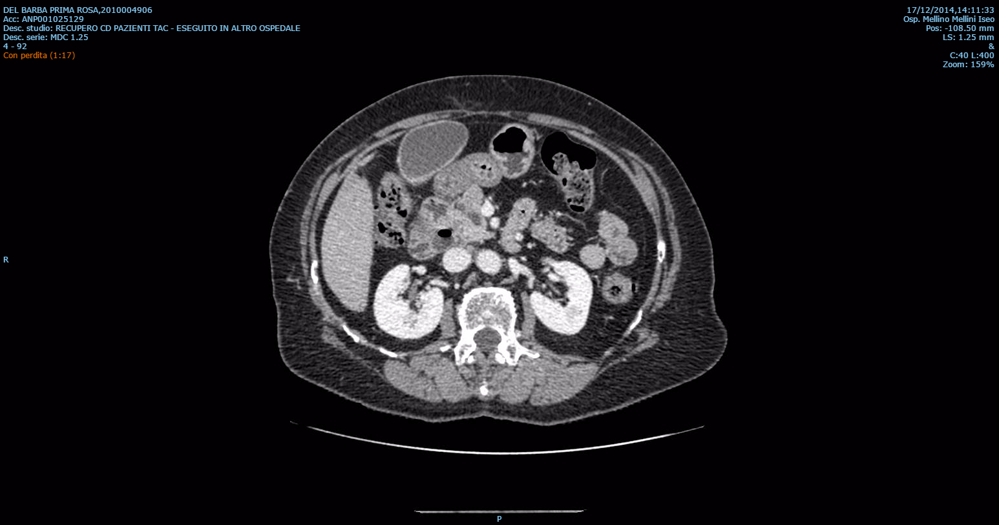 DEL BARBA PRIMA ROSA,2010004906
Acc: ANP001025129
Desc. studio: RECUPERO CD PAZIENTI TAC - ESEGUITO IN ALTRO OSPEDALE
Desc. serie: MDC 1.25
4 - 92
Con perdita (1:17)
17/12/2014,14:11:33
Osp. Mellino Mellini Iseo
Pos: -108.50 mm
LS: 1.25 mm
&
C:40 L:400
Zoom: 159%
R
P